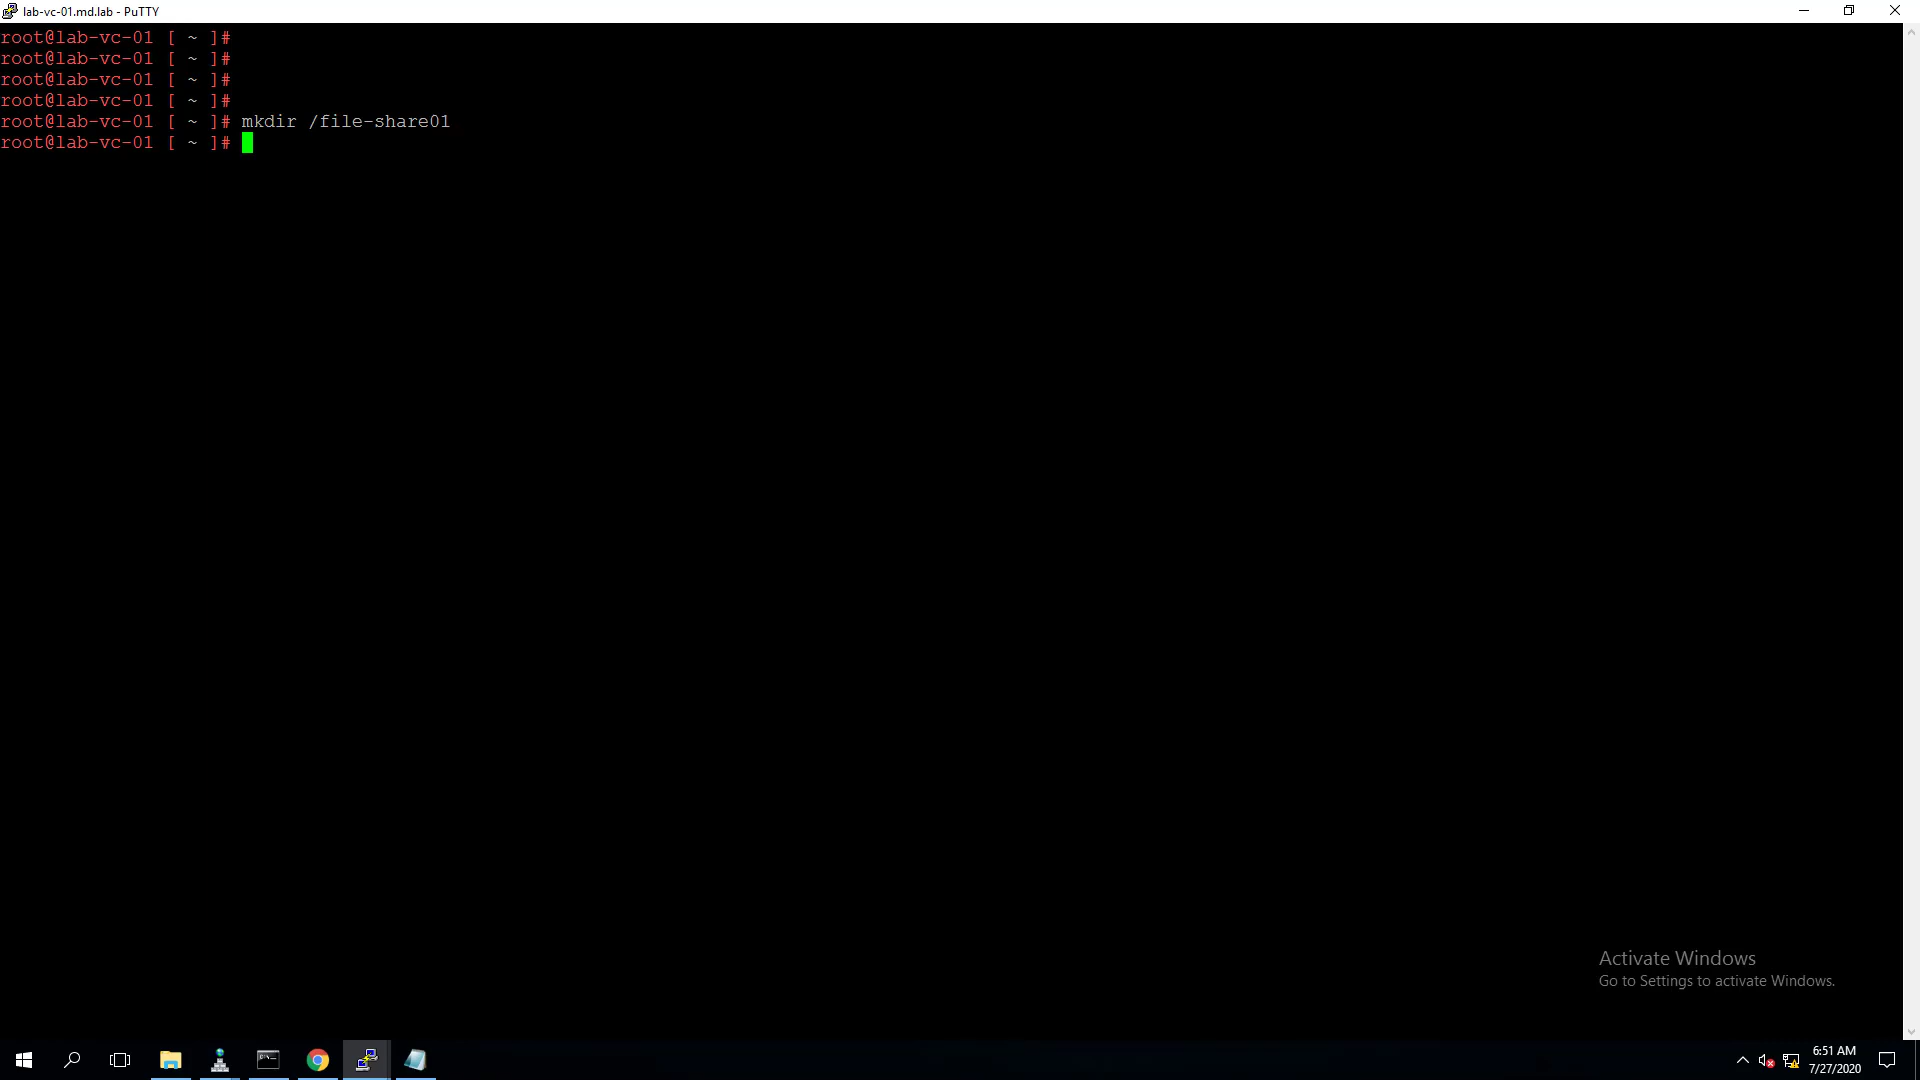 lab-vc-01.md.lab - PuTTY
root@lab-vc-01 [ ~ ]#
root@lab-vc-01 [ ~ ]#
root@lab-vc-01 [ ~ ]#
root@lab-vc-01 [ ~ ]#
root@lab-vc-01 [ ~ ]# mkdir /file-share01
root@lab-vc-01 [ ~ ]#
Activate Windows
Go to Settings to activate Windows.
6:51 AM
7/27/2020